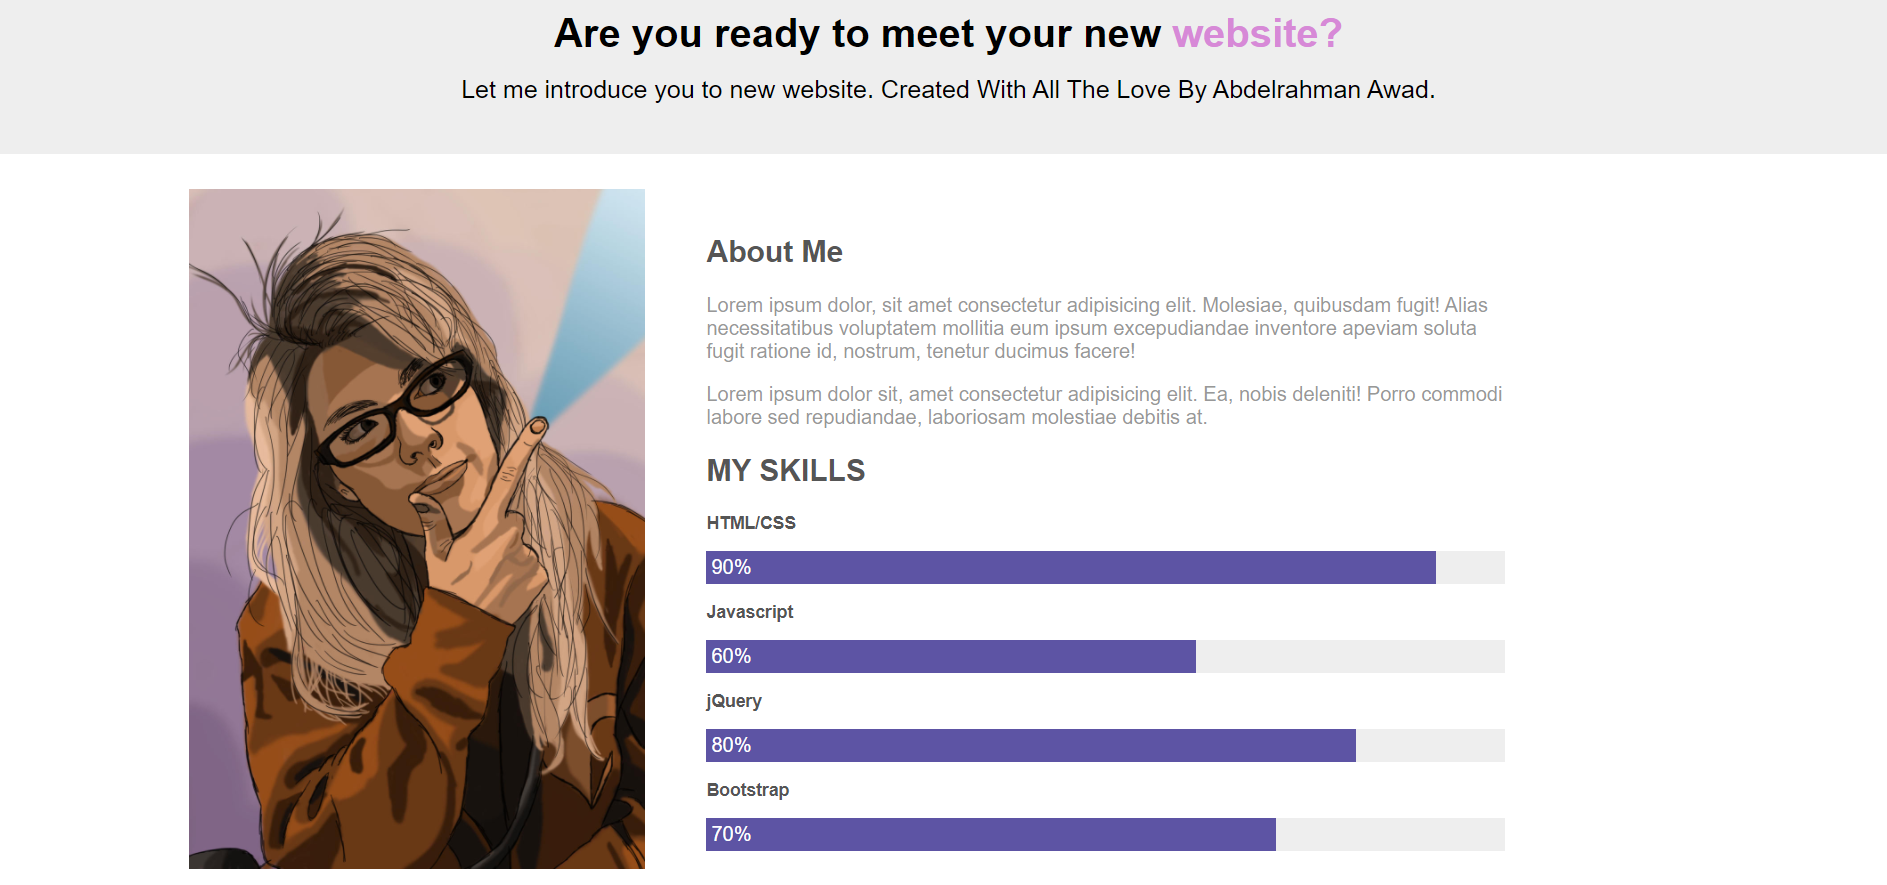 Are you ready to meet your new website?
Let me introduce you to new website. Created With All The Love By Abdelrahman Awad.
About Me
Lorem ipsum dolor, sit amet consectetur adipisicing elit. Molesiae, quibusdam fugit! Alias
necessitatibus voluptatem mollitia eum ipsum excepudiandae inventore apeviam soluta
fugit ratione id, nostrum, tenetur ducimus facere!
Lorem ipsum dolor sit, amet consectetur adipisicing elit. Ea, nobis deleniti! Porro commodi
labore sed repudiandae, laboriosam molestiae debitis at.
MY SKILLS
HTML/CSS
90%
Javascript
60%
jQuery
80%
Bootstrap
70%